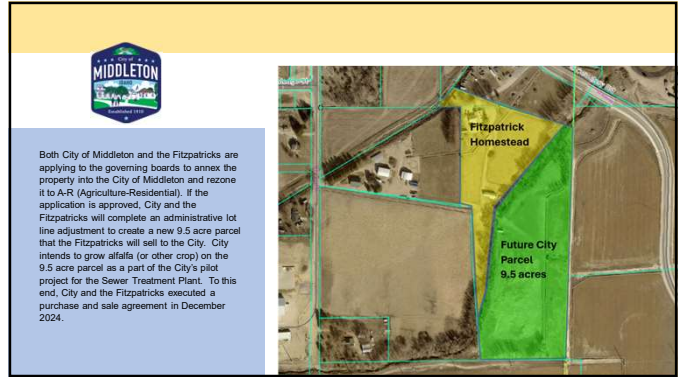 City of
MIDDLETON
IDAHO
Established 1910
Both City of Middleton and the Fitzpatricks are
applying to the governing boards to annex the
property into the City of Middleton and rezone
it to A-R (Agriculture-Residential). If the
application is approved, City and the
Fitzpatricks will complete an administrative lot
line adjustment to create a new 9.5 acre parcel
that the Fitzpatricks will sell to the City. City
intends to grow alfalfa (or other crop) on the
9.5 acre parcel as a part of the City's pilot
project for the Sewer Treatment Plant. To this
end, City and the Fitzpatricks executed a
purchase and sale agreement in December
2024.
Fitzpatrick
Homestead
Future City
Parcel
9.5 acres